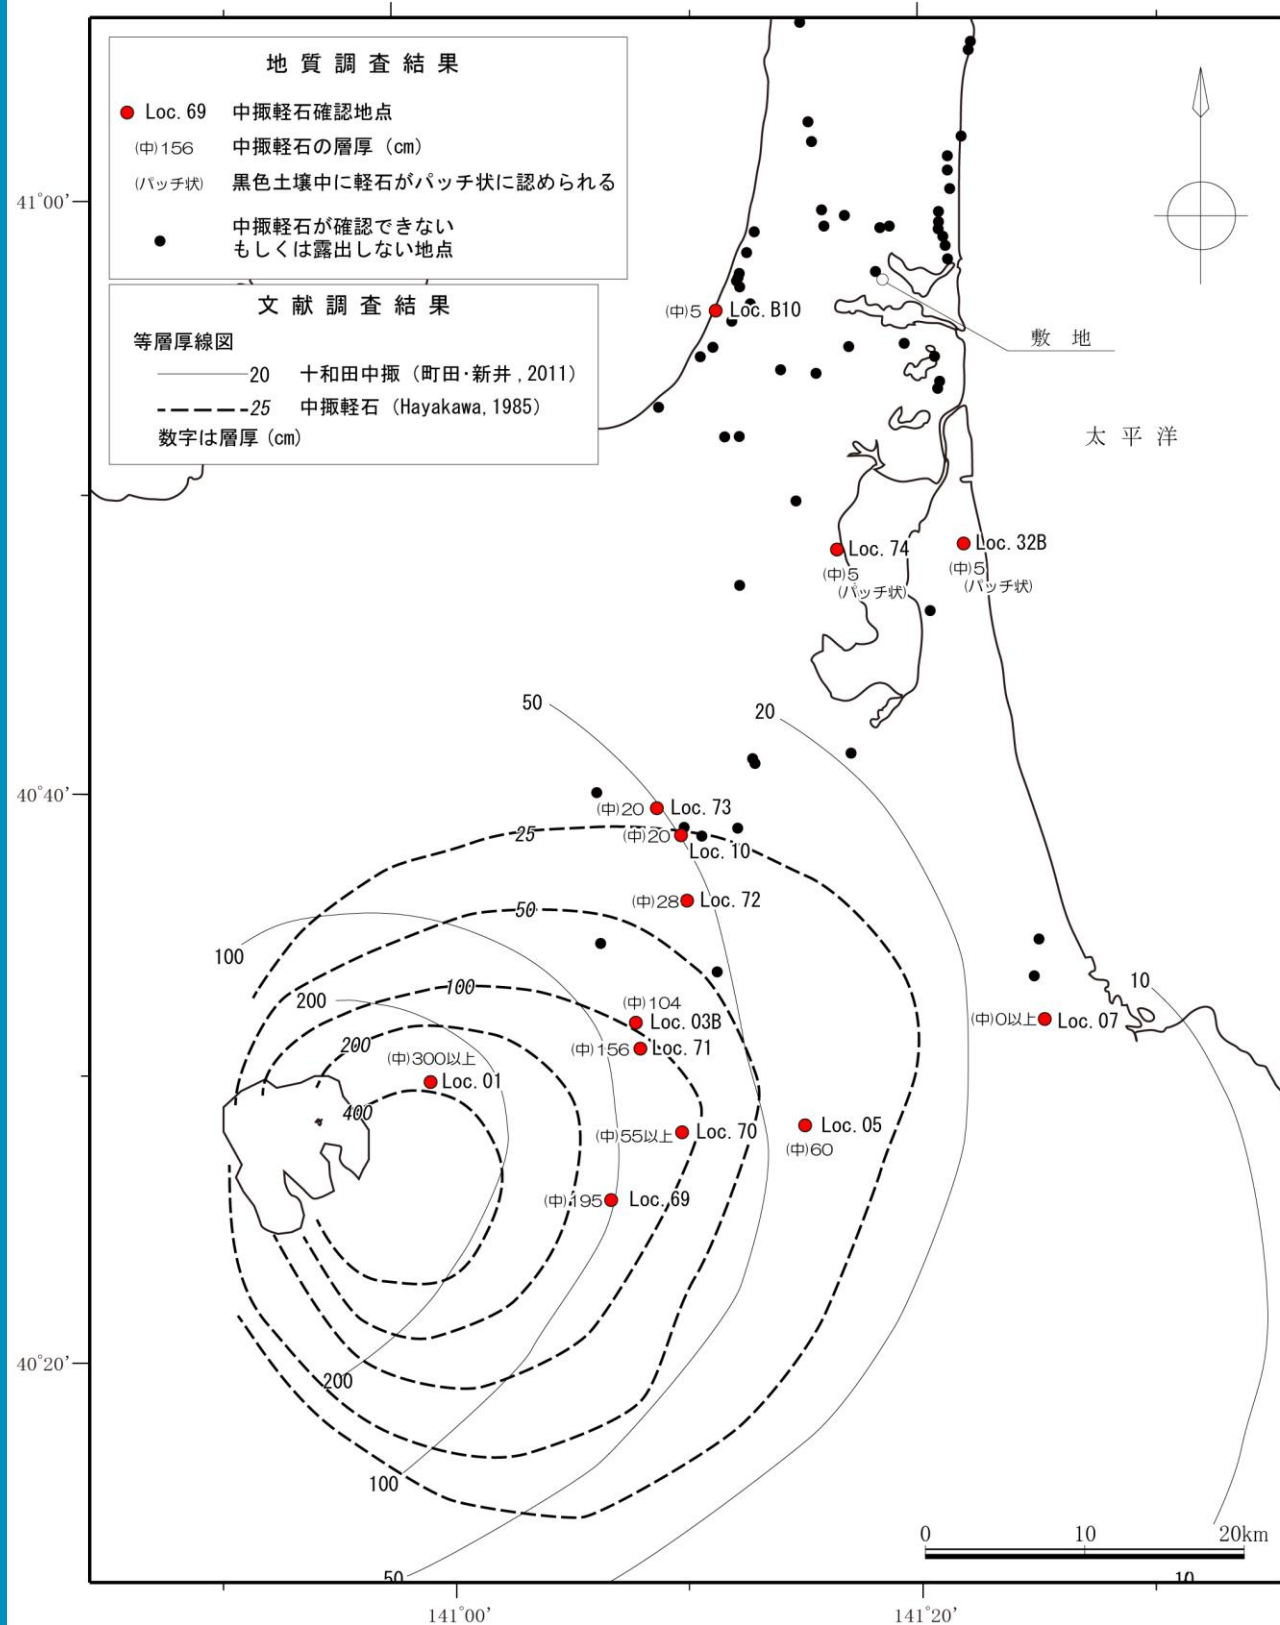 地質調査結果
Loc. 69 中掫軽石確認地点
(中)156 中掫軽石の層厚 (cm)
(パッチ状) 黒色土壌中に軽石がパッチ状に認められる
中掫軽石が確認できない
もしくは露出しない地点
文献調査結果
等層厚線図
20 十和田中掫 (町田・新井, 2011)
25 中掫軽石 (Hayakawa, 1985)
数字は層厚 (cm)
41°00'
(中)5 Loc. B10
敷 地
太 平 洋
Loc. 74
(中)5
(パッチ状)
Loc. 32B
(中)5
(パッチ状)
50
20
40°40'
(中)20 Loc. 73
25
(中)20
Loc. 10
(中)28 Loc. 72
50
100
100
200
10
(中)104
Loc. 03B
(中)0以上 Loc. 07
200
(中)156 Loc. 71
(中)300以上
Loc. 01
400
(中)55以上 Loc. 70
Loc. 05
(中)60
(中)195 Loc. 69
40°20'
200
100
0 10 20km
50
10
141°00'
141°20'